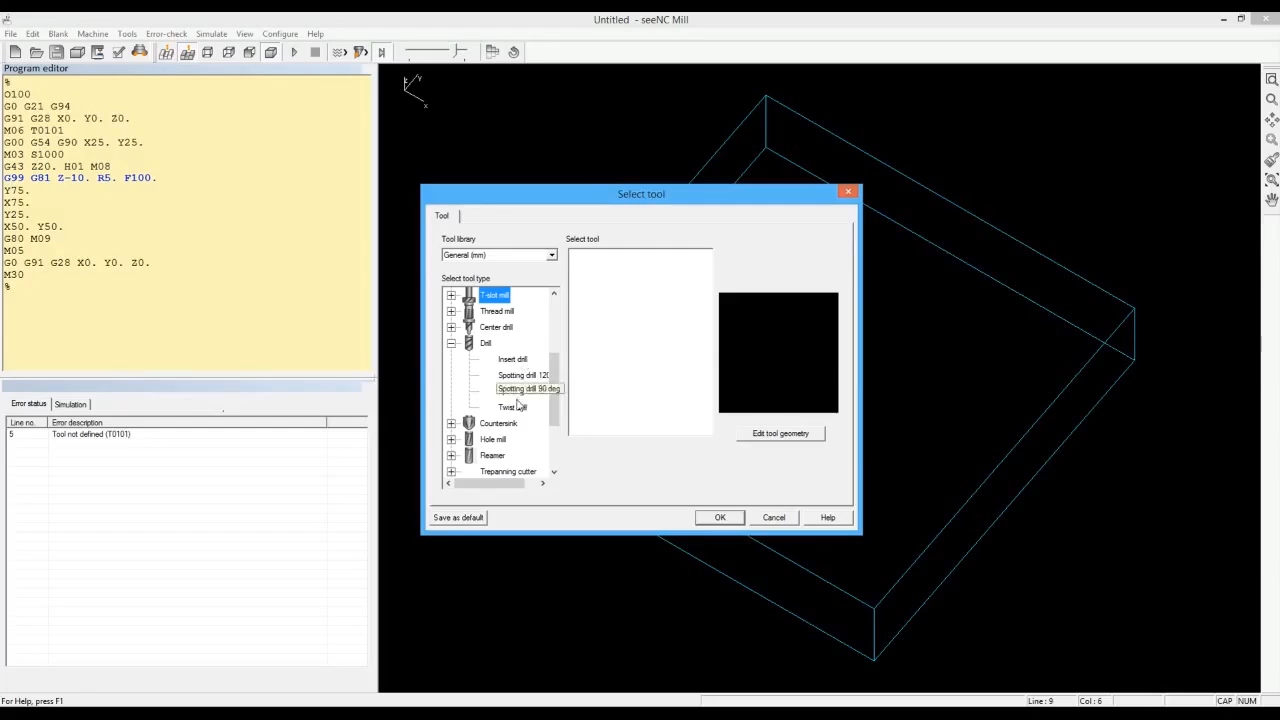 Untitled - seeNC Mill
File Edit Blank Machine Tools Error-check Simulate View Configure Help
Program editor
%
O100
G0 G21 G94
G91 G28 X0. Y0. Z0.
M06 T0101
G00 G54 G90 X25. Y25.
M03 S1000
G43 Z20. H01 M08
G99 G81 Z-10. R5. F100.
Y75.
X75.
Y25.
X50. Y50.
G80 M09
M05
G0 G91 G28 X0. Y0. Z0.
M30
%
Error status Simulation
Line no. Error description
5 Tool not defined (T0101)
z y
x
Select tool
Tool
Tool library
General (mm)
Select tool type
T-slot mill
Thread mill
Center drill
Drill
Insert drill
Spotting drill 120
Spotting drill 90 deg
Countersink
Hole mill
Reamer
Trepanning cutter
Select tool
Edit tool geometry
Save as default OK Cancel Help
For Help, press F1
Line : 9 Col : 6 CAP NUM